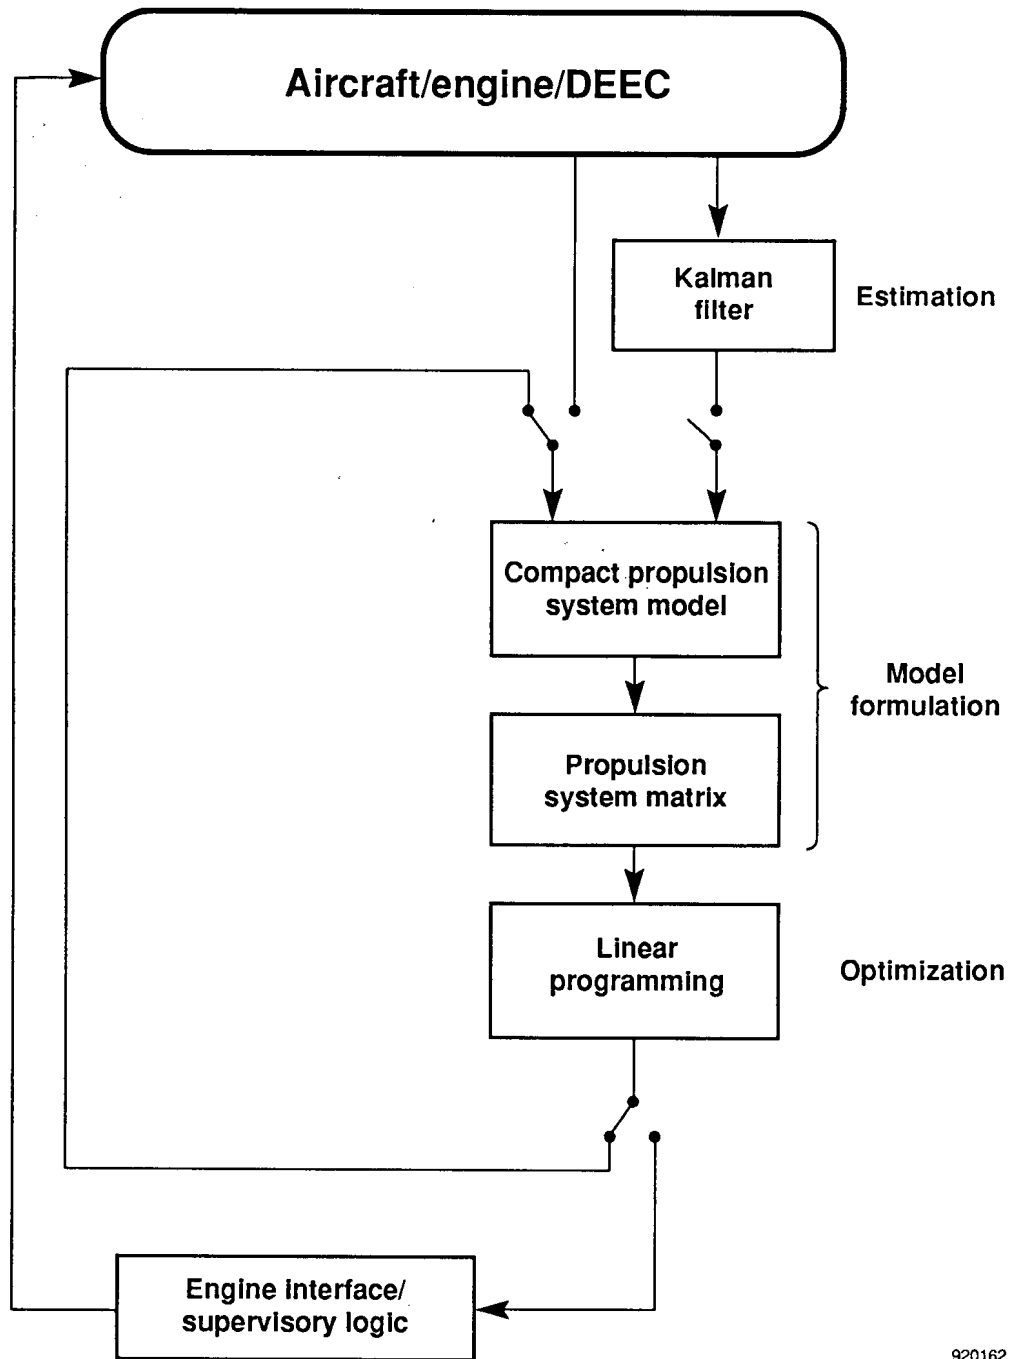 Aircraft/engine/DEEC
Kalman
filter
Estimation
Compact propulsion
system model
Model
formulation
Propulsion
system matrix
Linear
programming
Optimization
Engine interface/
supervisory logic
920162